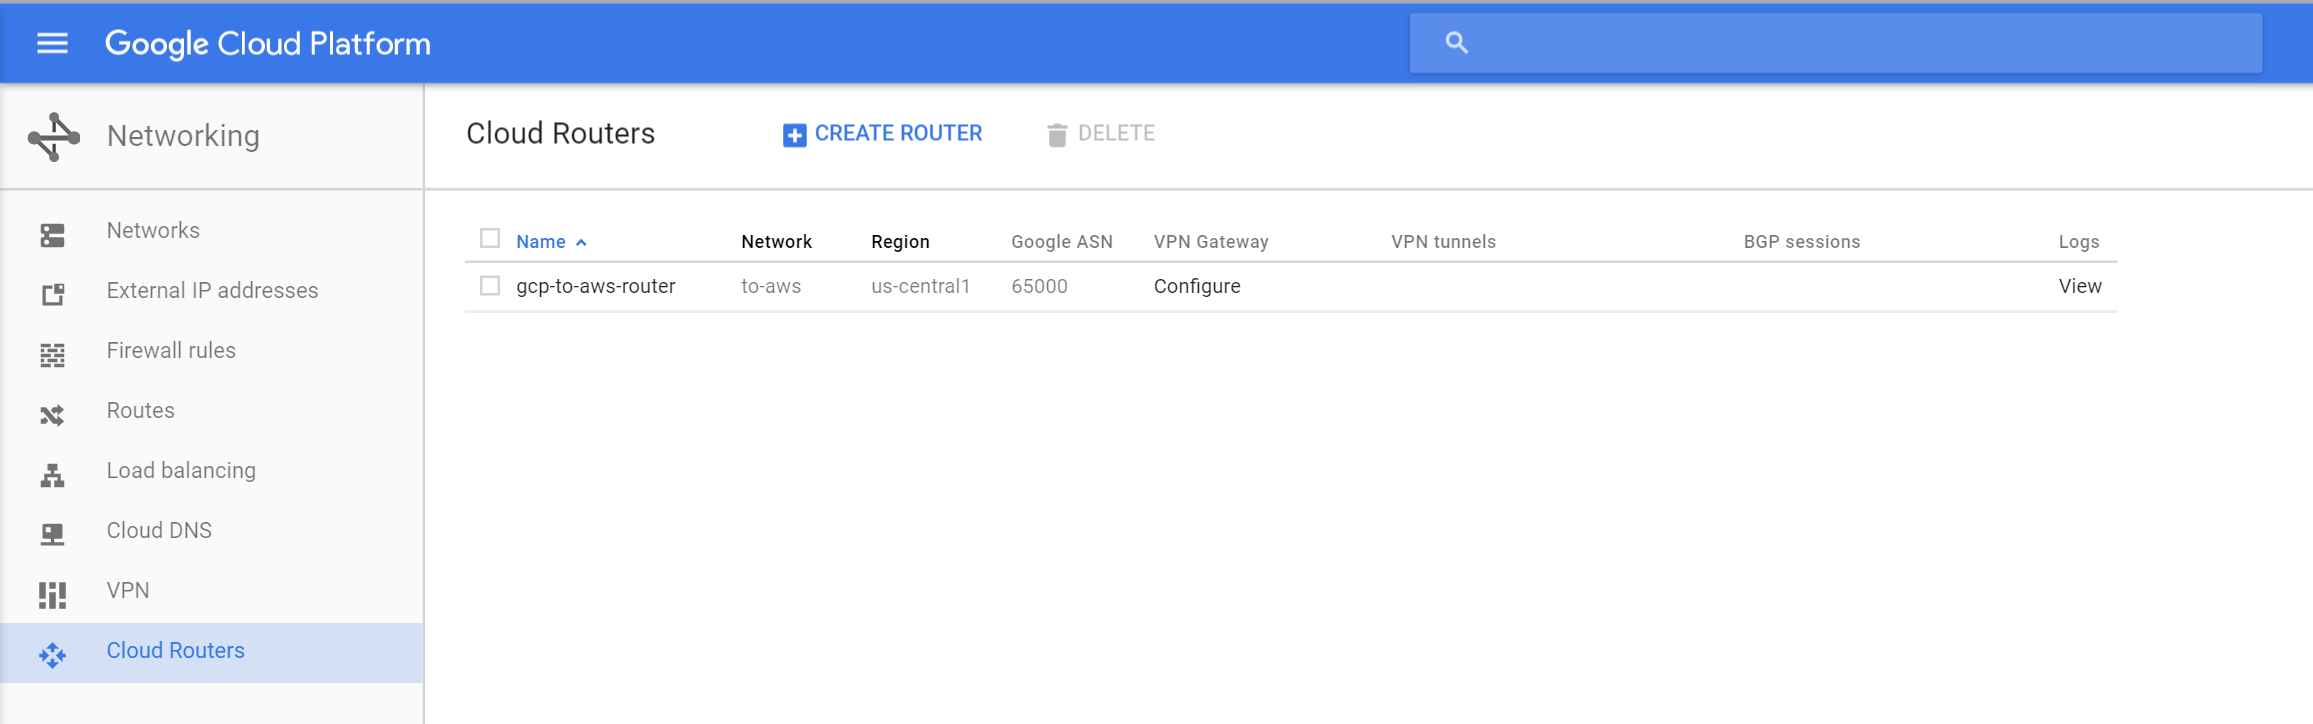 Google Cloud Platform
Networking
Cloud Routers
CREATE ROUTER
DELETE
Networks
External IP addresses
Firewall rules
Routes
Load balancing
Cloud DNS
VPN
Cloud Routers
Name Network Region Google ASN VPN Gateway VPN tunnels BGP sessions Logs
gcp-to-aws-router to-aws us-central1 65000 Configure View